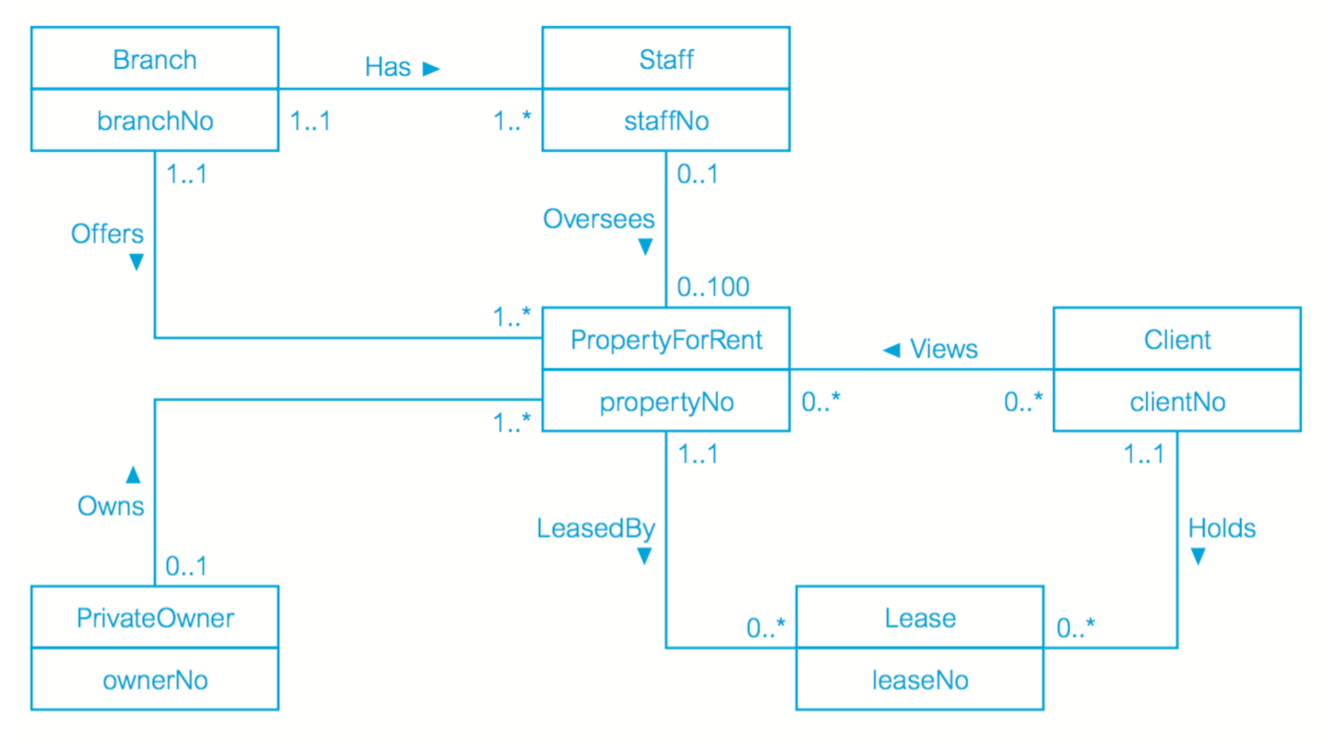 Branch
Has ►
Staff
branchNo
1..1
1..*
staffNo
1..1
0..1
Offers
▼
Oversees
▼
0..100
1..*
PropertyForRent
◄ Views
Client
propertyNo
0..*
0..*
clientNo
1..*
1..1
1..1
▲
Owns
LeasedBy
▼
Holds
▼
0..1
PrivateOwner
0..*
Lease
0..*
ownerNo
leaseNo